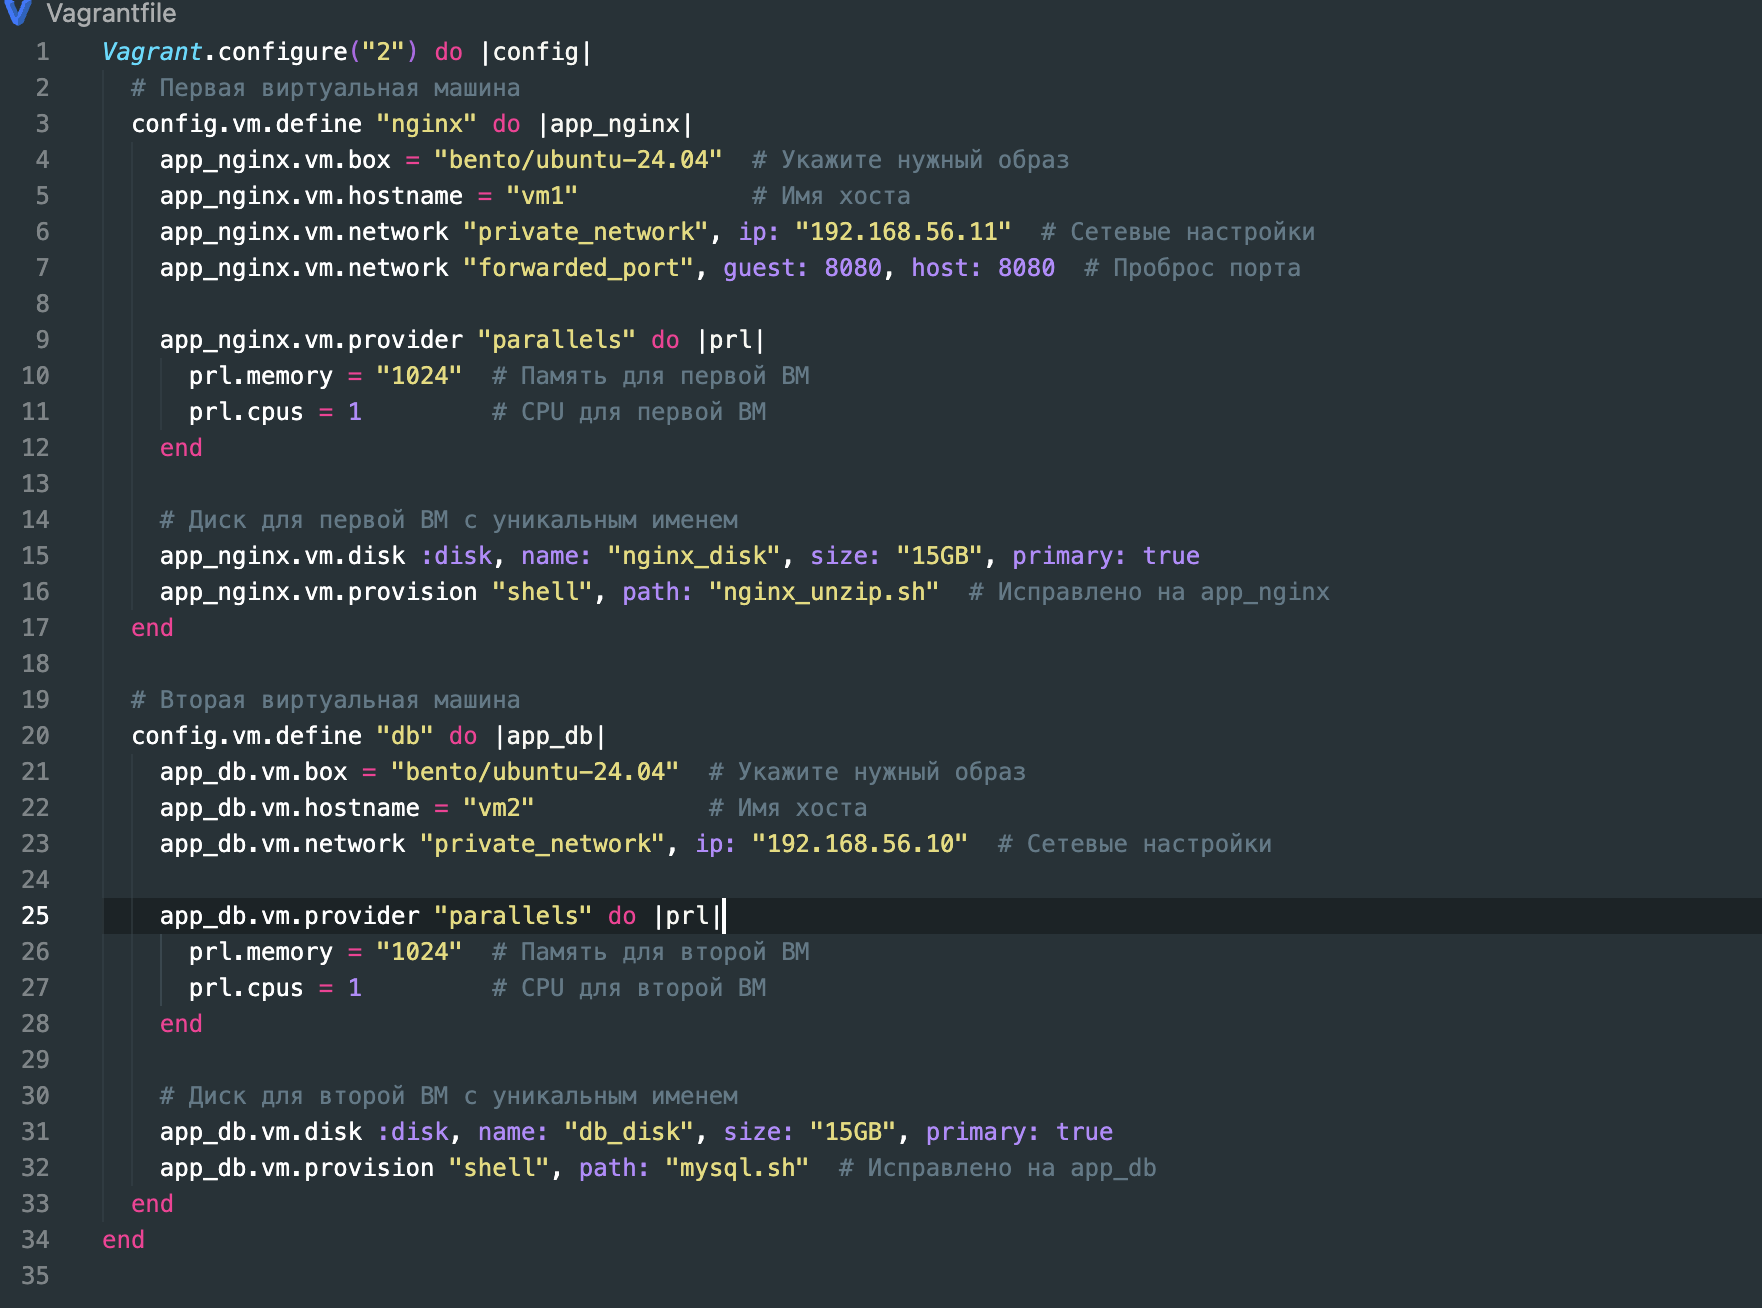 Vagrantfile
1 Vagrant.configure("2") do |config|
2 # Первая виртуальная машина
3 config.vm.define "nginx" do |app_nginx|
4 app_nginx.vm.box = "bento/ubuntu-24.04" # Укажите нужный образ
5 app_nginx.vm.hostname = "vm1" # Имя хоста
6 app_nginx.vm.network "private_network", ip: "192.168.56.11" # Сетевые настройки
7 app_nginx.vm.network "forwarded_port", guest: 8080, host: 8080 # Проброс порта
8
9 app_nginx.vm.provider "parallels" do |prl|
10 prl.memory = "1024" # Память для первой ВМ
11 prl.cpus = 1 # CPU для первой ВМ
12 end
13
14 # Диск для первой ВМ с уникальным именем
15 app_nginx.vm.disk :disk, name: "nginx_disk", size: "15GB", primary: true
16 app_nginx.vm.provision "shell", path: "nginx_unzip.sh" # Исправлено на app_nginx
17 end
18
19 # Вторая виртуальная машина
20 config.vm.define "db" do |app_db|
21 app_db.vm.box = "bento/ubuntu-24.04" # Укажите нужный образ
22 app_db.vm.hostname = "vm2" # Имя хоста
23 app_db.vm.network "private_network", ip: "192.168.56.10" # Сетевые настройки
24
25 app_db.vm.provider "parallels" do |prl|
26 prl.memory = "1024" # Память для второй ВМ
27 prl.cpus = 1 # CPU для второй ВМ
28 end
29
30 # Диск для второй ВМ с уникальным именем
31 app_db.vm.disk :disk, name: "db_disk", size: "15GB", primary: true
32 app_db.vm.provision "shell", path: "mysql.sh" # Исправлено на app_db
33 end
34 end
35